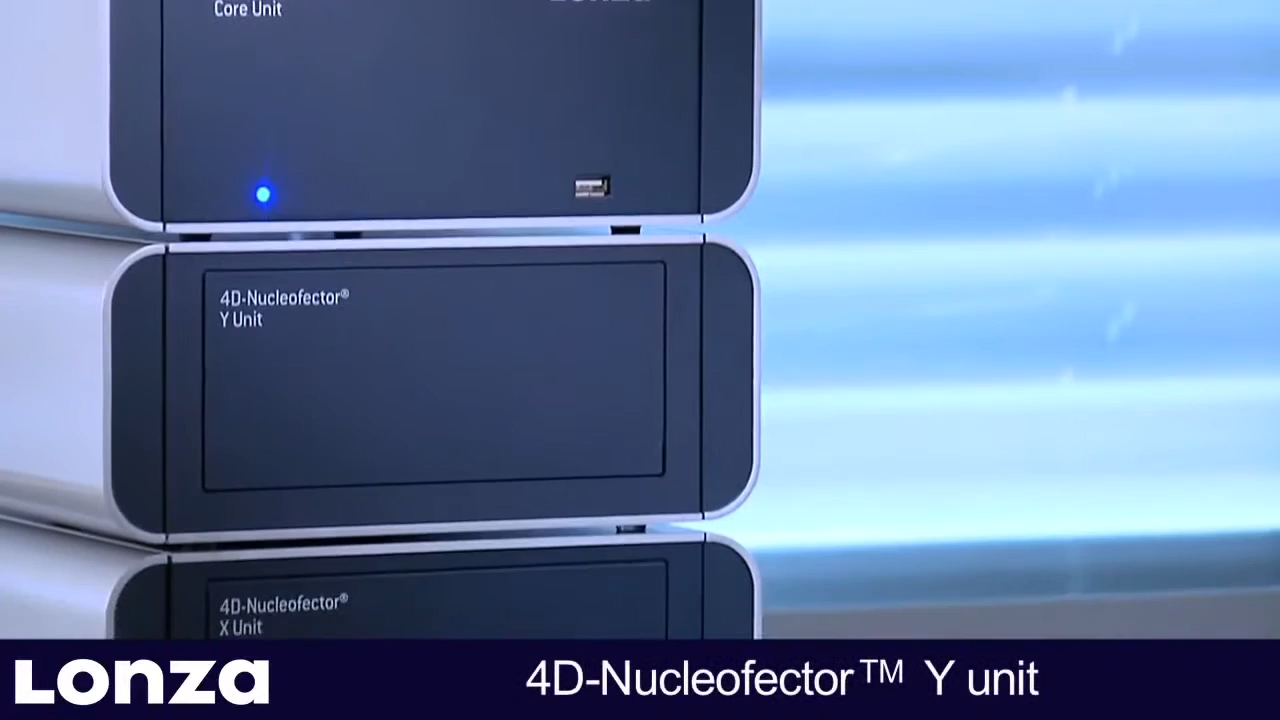 Core Unit
4D-Nucleofector®
Y Unit
4D-Nucleofector®
X Unit
Lonza
4D-Nucleofector™ Y unit